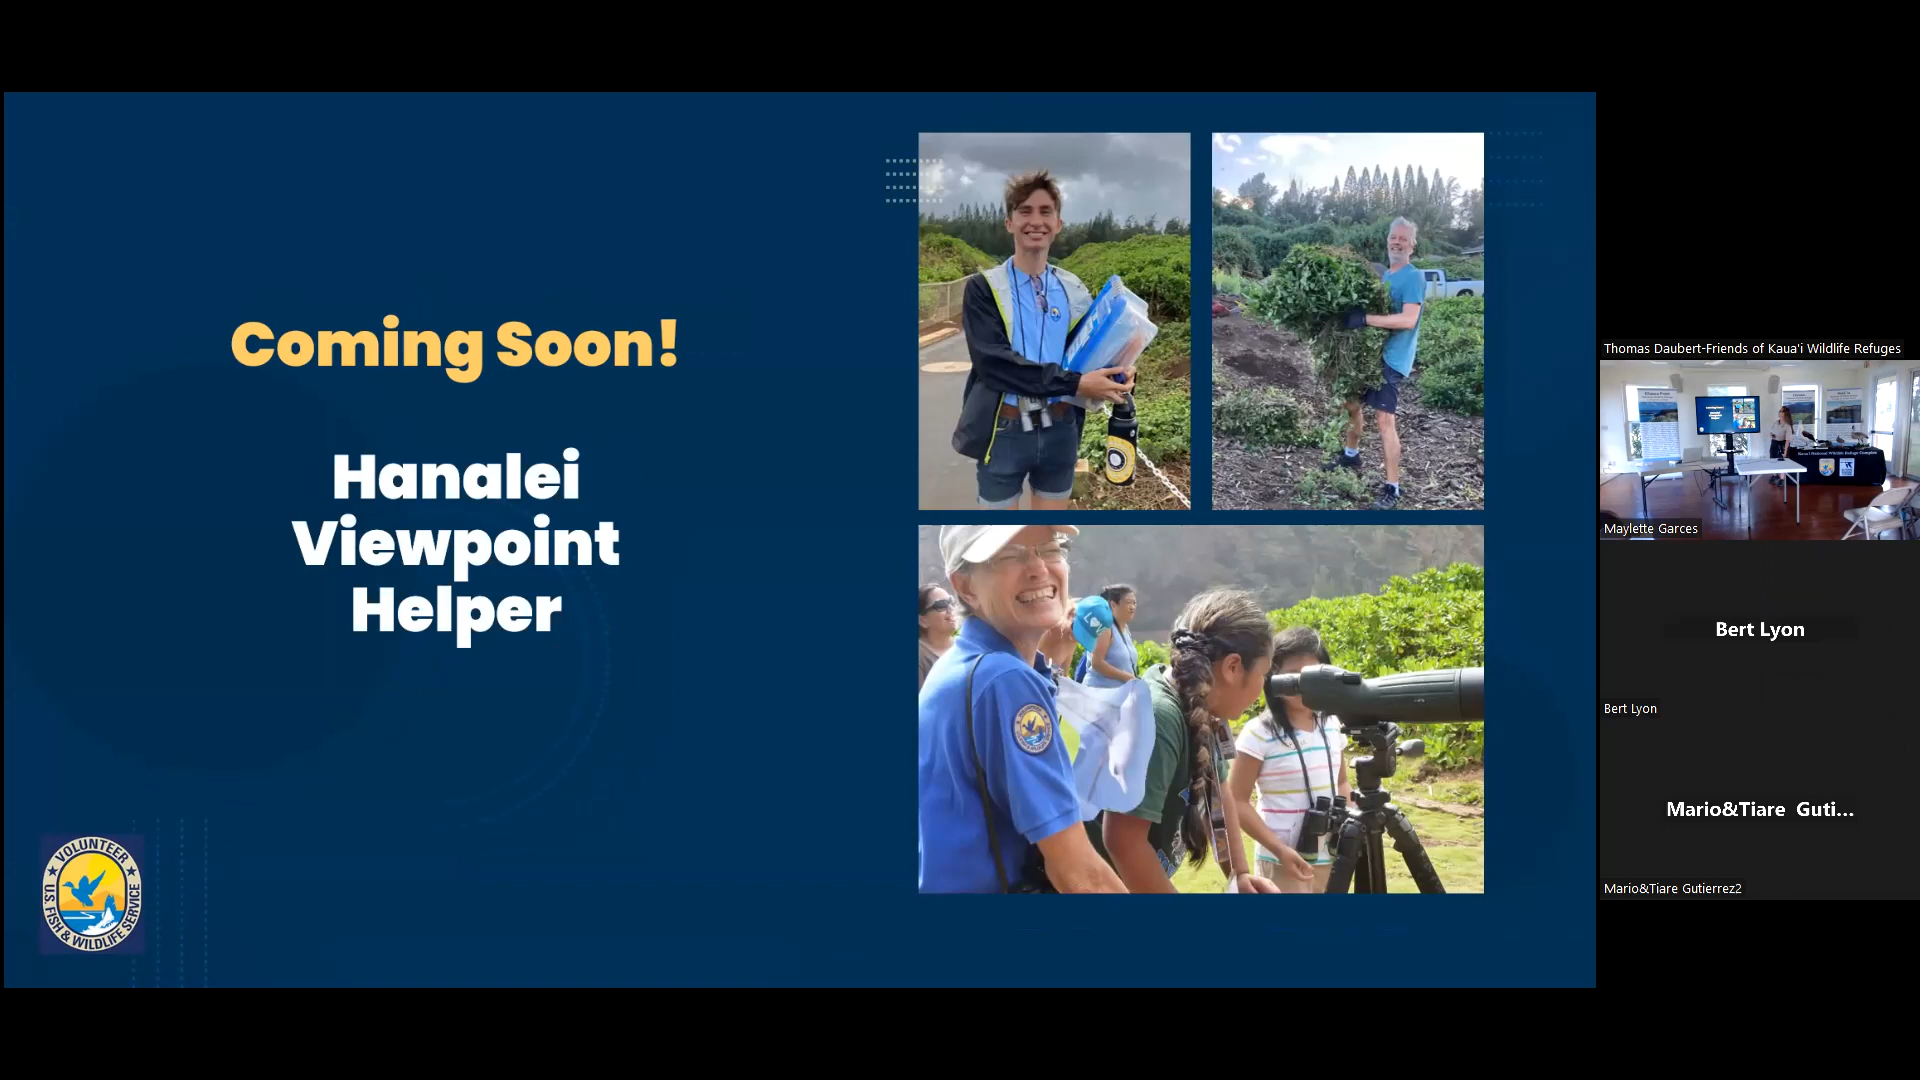 Coming Soon!
Hanalei
Viewpoint
Helper
VOLUNTEER
U.S. FISH & WILDLIFE SERVICE
Thomas Daubert-Friends of Kaua'i Wildlife Refuges
Maylette Garces
Bert Lyon
Bert Lyon
Mario&Tiare Guti...
Mario&Tiare Gutierrez2